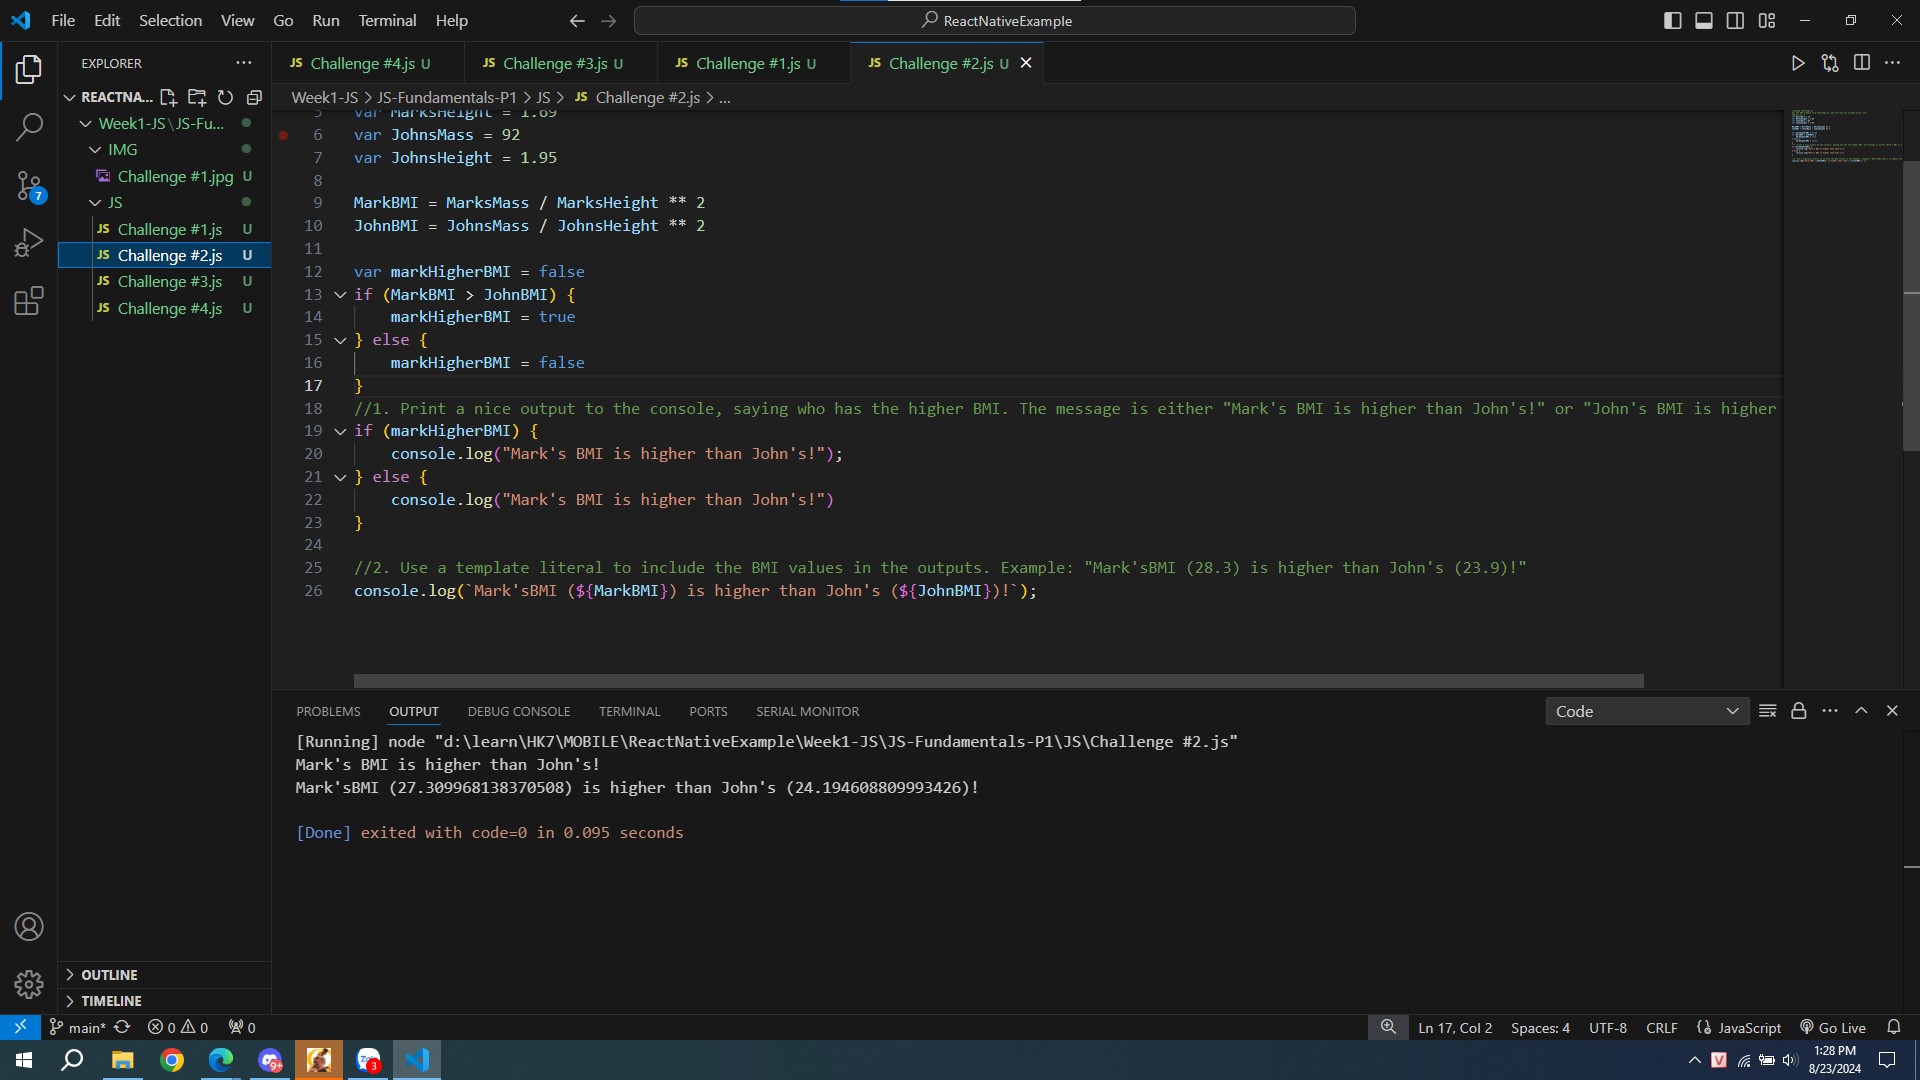 File Edit Selection View Go Run Terminal Help
ReactNativeExample
EXPLORER
REACTNA...
Week1-JS\JS-Fu...
IMG
Challenge #1.jpg U
JS
JS Challenge #1.js U
JS Challenge #2.js U
JS Challenge #3.js U
JS Challenge #4.js U
OUTLINE
TIMELINE
7
JS Challenge #4.js U JS Challenge #3.js U JS Challenge #1.js U JS Challenge #2.js U
Week1-JS > JS-Fundamentals-P1 > JS > JS Challenge #2.js > ...
5 var MarksHeight = 1.69
6 var JohnsMass = 92
7 var JohnsHeight = 1.95
8
9 MarkBMI = MarksMass / MarksHeight ** 2
10 JohnBMI = JohnsMass / JohnsHeight ** 2
11
12 var markHigherBMI = false
13 if (MarkBMI > JohnBMI) {
14 markHigherBMI = true
15 } else {
16 markHigherBMI = false
17 }
18 //1. Print a nice output to the console, saying who has the higher BMI. The message is either "Mark's BMI is higher than John's!" or "John's BMI is higher
19 if (markHigherBMI) {
20 console.log("Mark's BMI is higher than John's!");
21 } else {
22 console.log("Mark's BMI is higher than John's!")
23 }
24
25 //2. Use a template literal to include the BMI values in the outputs. Example: "Mark'sBMI (28.3) is higher than John's (23.9)!"
26 console.log(`Mark'sBMI (${MarkBMI}) is higher than John's (${JohnBMI})!`);
PROBLEMS OUTPUT DEBUG CONSOLE TERMINAL PORTS SERIAL MONITOR
Code
[Running] node "d:\learn\HK7\MOBILE\ReactNativeExample\Week1-JS\JS-Fundamentals-P1\JS\Challenge #2.js"
Mark's BMI is higher than John's!
Mark'sBMI (27.309968138370508) is higher than John's (24.194608809993426)!
[Done] exited with code=0 in 0.095 seconds
main* 0 0 0
Ln 17, Col 2 Spaces: 4 UTF-8 CRLF JavaScript Go Live
9+ 3
V
1:28 PM
8/23/2024